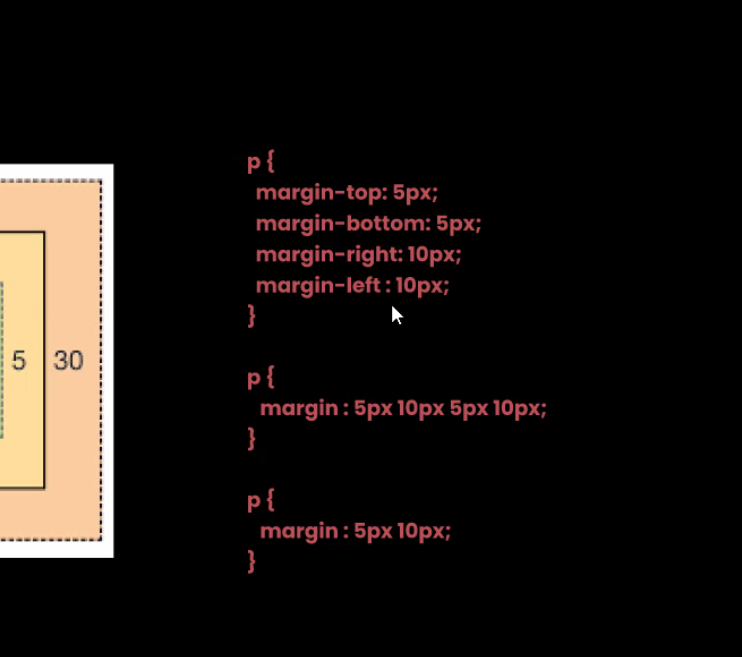 p {
margin-top: 5px;
margin-bottom: 5px;
margin-right: 10px;
margin-left : 10px;
}
5 30
p {
margin : 5px 10px 5px 10px;
}
p {
margin : 5px 10px;
}